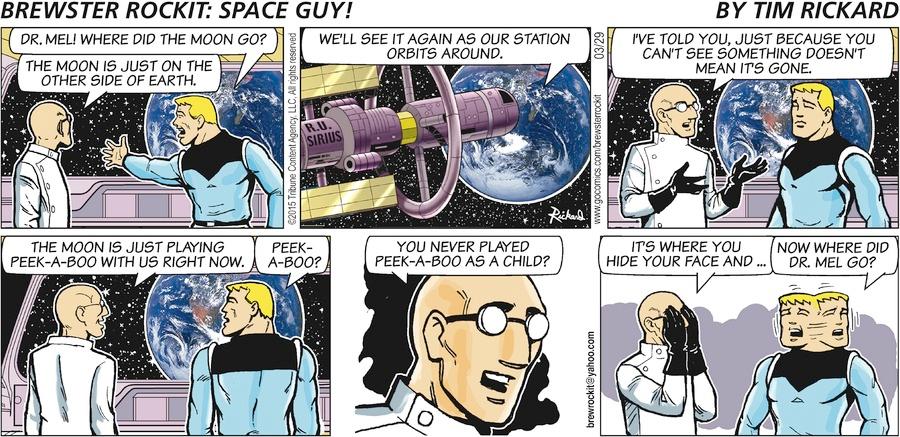 BREWSTER ROCKIT: SPACE GUY!
BY TIM RICKARD
DR. MEL! WHERE DID THE MOON GO?
THE MOON IS JUST ON THE
OTHER SIDE OF EARTH.
©2015 Tribune Content Agency, LLC. All rights reserved
WE'LL SEE IT AGAIN AS OUR STATION
ORBITS AROUND.
R.U.
SIRIUS
Rickard
03/29
www.gocomics.com/brewsterrockit
I'VE TOLD YOU, JUST BECAUSE YOU
CAN'T SEE SOMETHING DOESN'T
MEAN IT'S GONE.
THE MOON IS JUST PLAYING
PEEK-A-BOO WITH US RIGHT NOW.
PEEK-
A-BOO?
YOU NEVER PLAYED
PEEK-A-BOO AS A CHILD?
brewrockit@yahoo.com
IT'S WHERE YOU
HIDE YOUR FACE AND ...
NOW WHERE DID
DR. MEL GO?